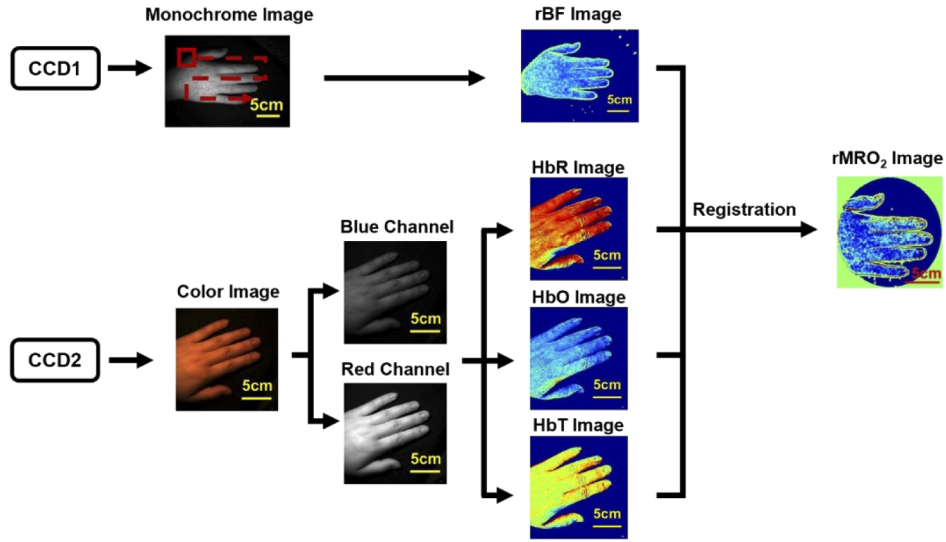 Monochrome Image
rBF Image
CCD1
5cm
5cm
HbR Image
rMRO₂ Image
Registration
Blue Channel
5cm
5cm
5cm
Color Image
HbO Image
CCD2
5cm
Red Channel
5cm
5cm
HbT Image
5cm